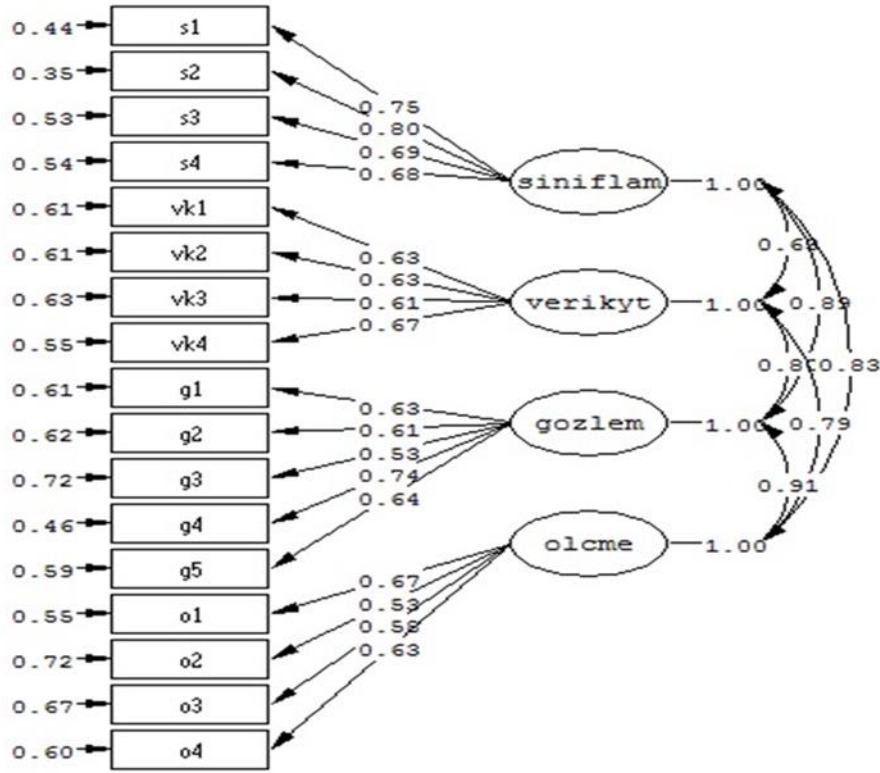 0.44 s1
0.35 s2
0.53 s3
0.54 s4
0.61 vk1
0.61 vk2
0.63 vk3
0.55 vk4
0.61 g1
0.62 g2
0.72 g3
0.46 g4
0.59 g5
0.55 o1
0.72 o2
0.67 o3
0.60 o4
0.75
0.80
0.69
0.68
0.63
0.63
0.61
0.67
0.63
0.61
0.53
0.74
0.64
0.67
0.53
0.58
0.63
siniflam 1.00
verikyt 1.00
gozlem 1.00
olcme 1.00
0.89
0.83
0.79
0.91